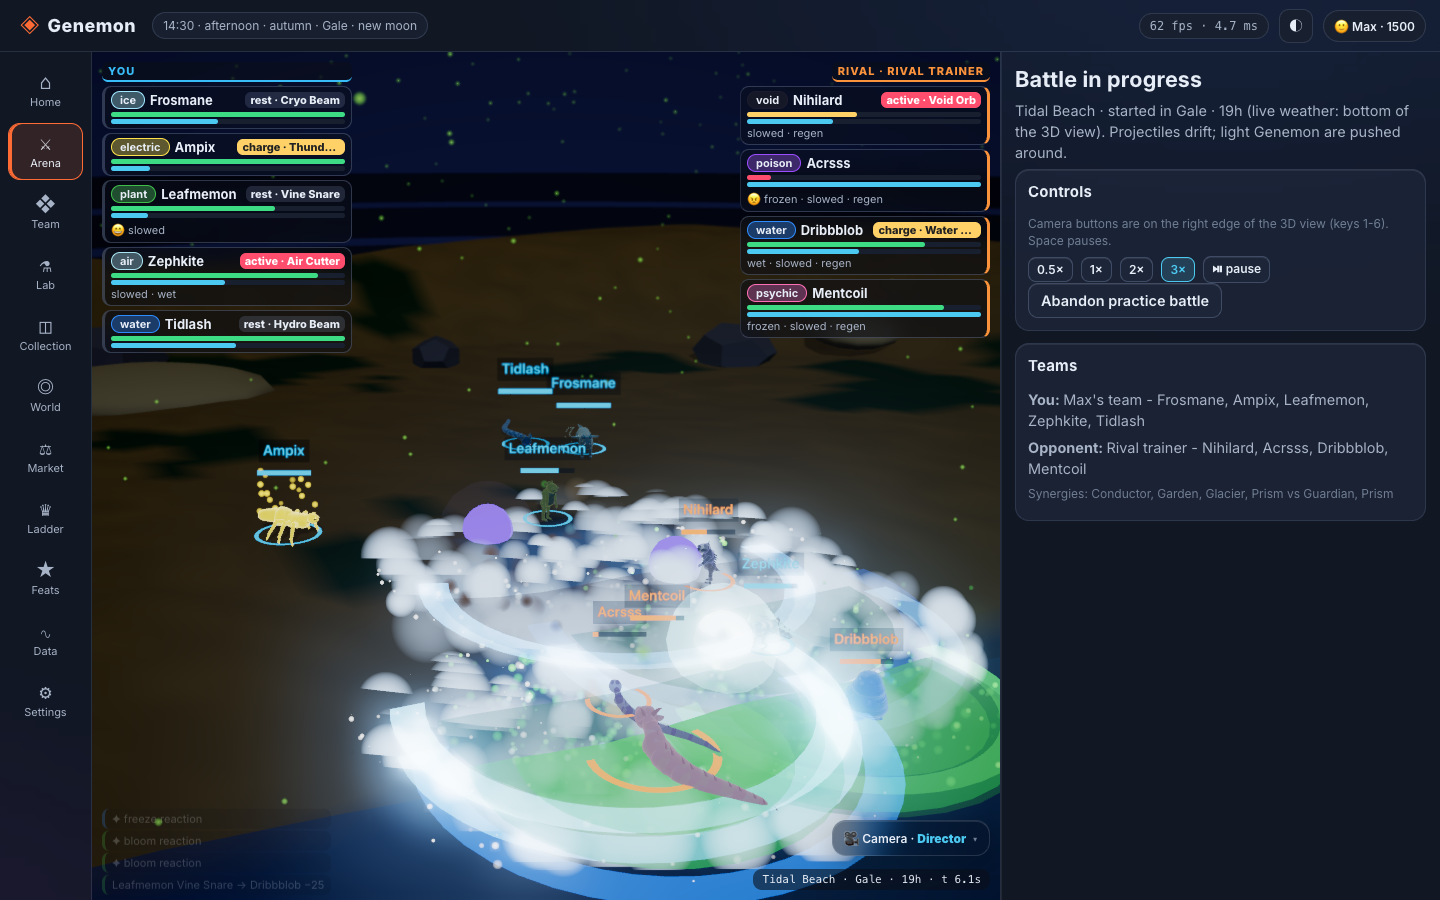 Genemon
14:30 · afternoon · autumn · Gale · new moon
62 fps · 4.7 ms
Max · 1500
Home
Arena
Team
Lab
Collection
World
Market
Ladder
Feats
Data
Settings
YOU
ice Frosmane rest · Cryo Beam
electric Ampix charge · Thund...
plant Leafmemon rest · Vine Snare
slowed
air Zephkite active · Air Cutter
slowed · wet
water Tidlash rest · Hydro Beam
RIVAL · RIVAL TRAINER
void Nihilard active · Void Orb
slowed · regen
poison Acrsss
frozen · slowed · regen
water Dribbblob charge · Water ...
wet · slowed · regen
psychic Mentcoil
frozen · slowed · regen
Tidlash
Frosmane
Leafmemon
Ampix
Nihilard
Zephkite
Mentcoil
Acrsss
Dribbblob
✦ freeze reaction
✦ bloom reaction
✦ bloom reaction
Leafmemon Vine Snare → Dribbblob −25
Camera · Director
Tidal Beach · Gale · 19h · t 6.1s
Battle in progress
Tidal Beach · started in Gale · 19h (live weather: bottom of
the 3D view). Projectiles drift; light Genemon are pushed
around.
Controls
Camera buttons are on the right edge of the 3D view (keys 1-6).
Space pauses.
0.5× 1× 2× 3× ⏯ pause
Abandon practice battle
Teams
You: Max's team - Frosmane, Ampix, Leafmemon,
Zephkite, Tidlash
Opponent: Rival trainer - Nihilard, Acrsss, Dribbblob,
Mentcoil
Synergies: Conductor, Garden, Glacier, Prism vs Guardian, Prism